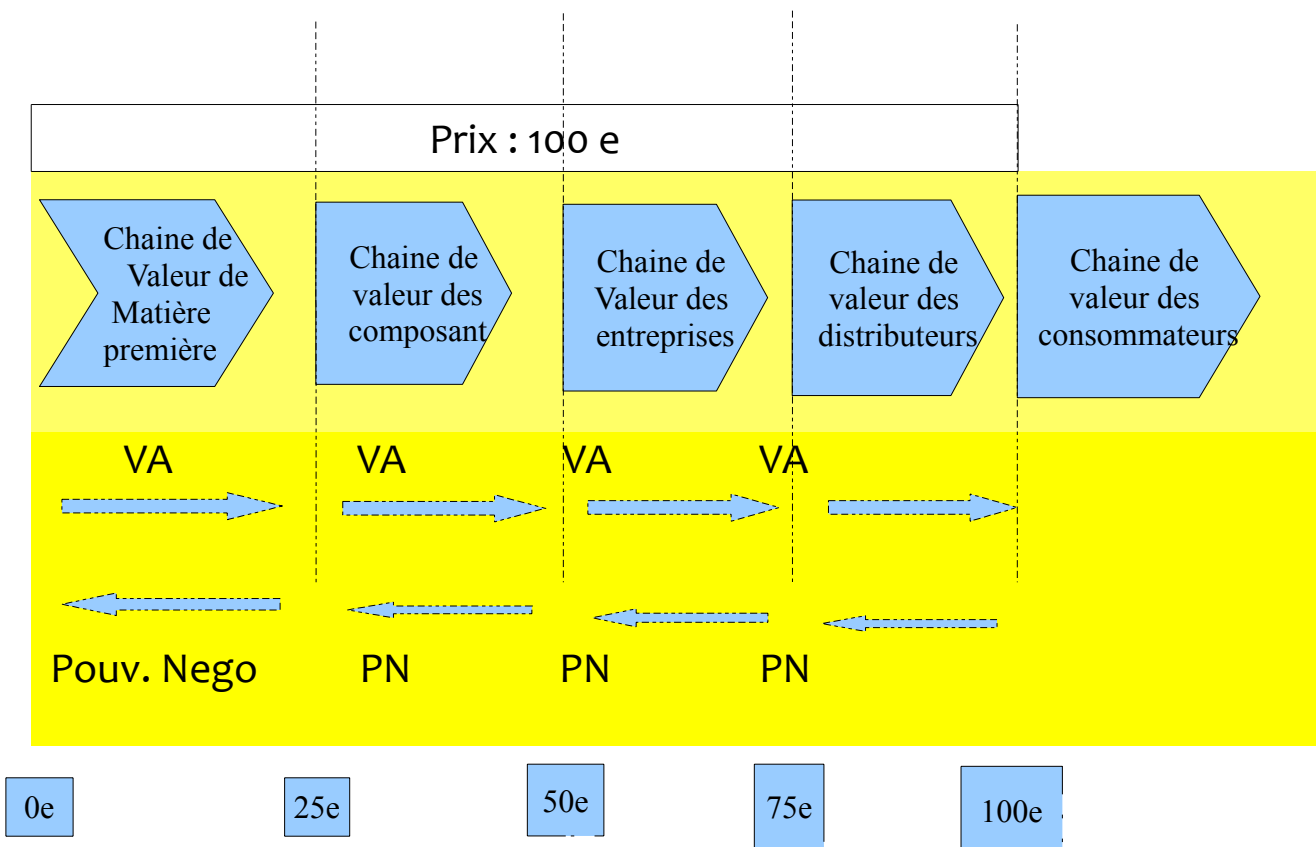 Prix : 100 e
Chaine de
Valeur de
Matière
première
Chaine de
valeur des
composant
Chaine de
Valeur des
entreprises
Chaine de
valeur des
distributeurs
Chaine de
valeur des
consommateurs
VA VA VA VA
Pouv. Nego PN PN PN
0e 25e 50e 75e 100e